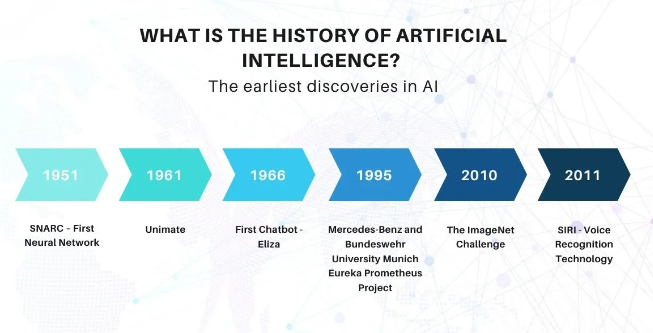 WHAT IS THE HISTORY OF ARTIFICIAL
INTELLIGENCE?
The earliest discoveries in AI
1951
1961
1966
1995
2010
2011
SNARC - First
Neural Network
Unimate
First Chatbot -
Eliza
Mercedes-Benz and
Bundeswehr
University Munich
Eureka Prometheus
Project
The ImageNet
Challenge
SIRI - Voice
Recognition
Technology